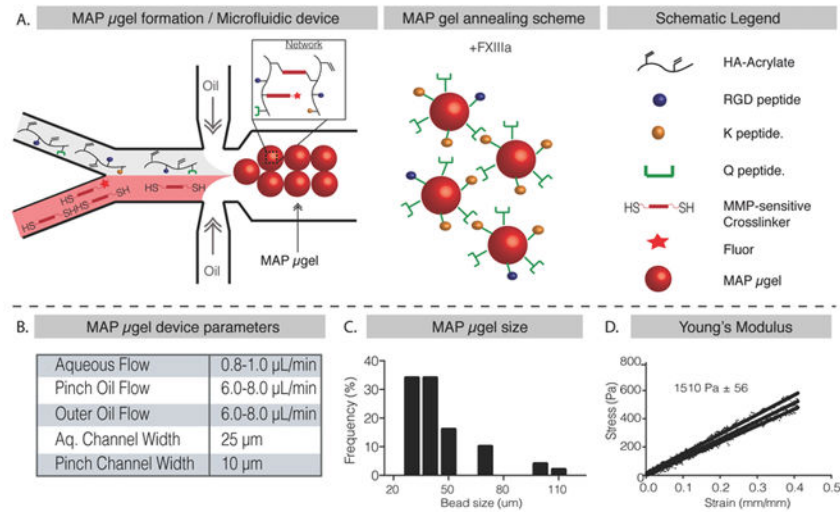 A.
MAP μgel formation / Microfluidic device
MAP gel annealing scheme
Schematic Legend
Network
Oil
HS
SH
HS
SH
HS
SH
HS
SH
Oil
MAP μgel
+FXIIIa
HA-Acrylate
RGD peptide
K peptide.
Q peptide.
HS
SH
MMP-sensitive
Crosslinker
Fluor
MAP μgel
B.
MAP μgel device parameters
Aqueous Flow 0.8-1.0 μL/min
Pinch Oil Flow 6.0-8.0 μL/min
Outer Oil Flow 6.0-8.0 μL/min
Aq. Channel Width 25 μm
Pinch Channel Width 10 μm
C.
MAP μgel size
Frequency (%)
40
30
20
10
0
20 50 80 110
Bead size (um)
D.
Young's Modulus
1510 Pa ± 56
Stress (Pa)
800
600
400
200
0.0 0.1 0.2 0.3 0.4 0.5
Strain (mm/mm)